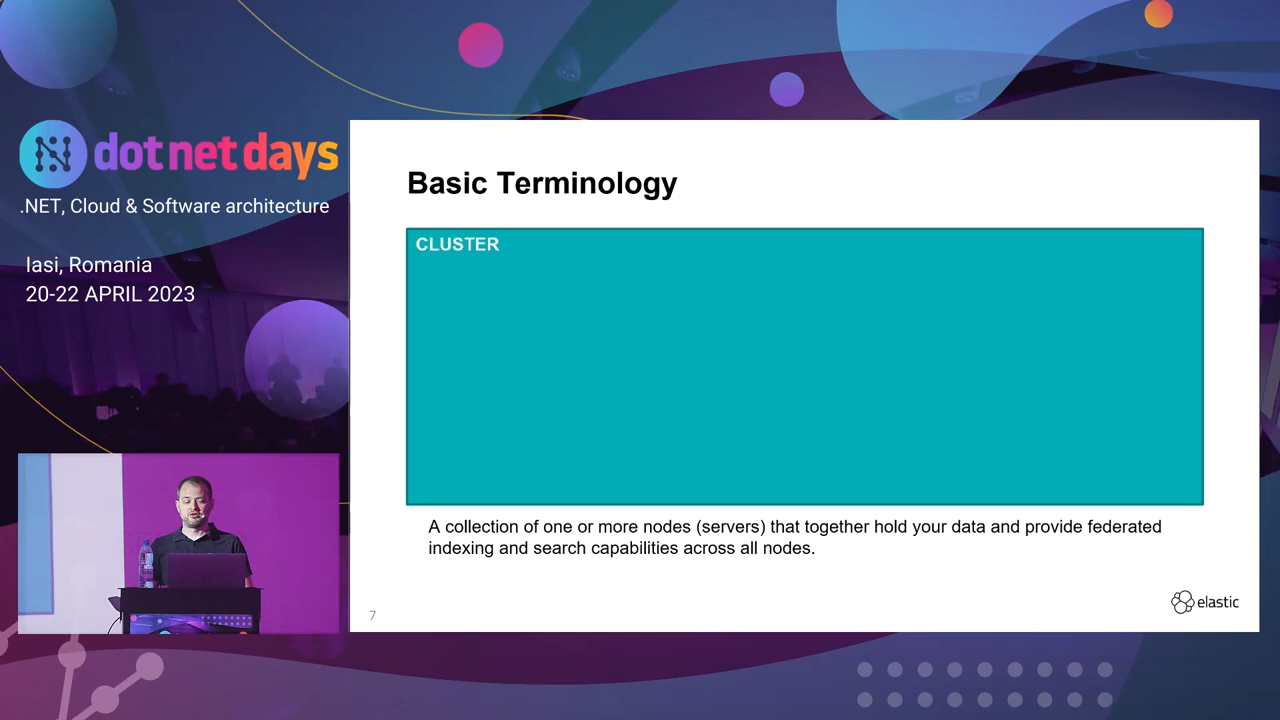 dotnetdays
.NET, Cloud & Software architecture
Iasi, Romania
20-22 APRIL 2023
Basic Terminology
CLUSTER
A collection of one or more nodes (servers) that together hold your data and provide federated
indexing and search capabilities across all nodes.
7
elastic